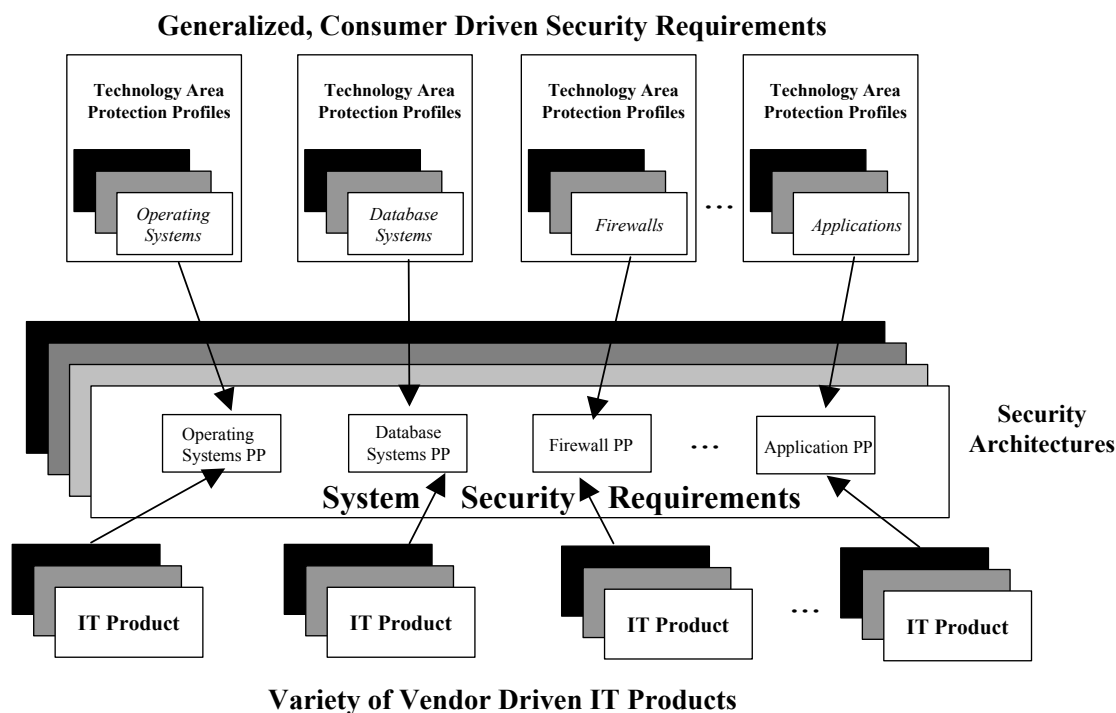 Generalized, Consumer Driven Security Requirements
Technology Area
Protection Profiles
Operating
Systems
Technology Area
Protection Profiles
Database
Systems
Technology Area
Protection Profiles
Firewalls
...
Technology Area
Protection Profiles
Applications
Operating
Systems PP
Database
Systems PP
Firewall PP
...
Application PP
System Security Requirements
Security
Architectures
IT Product
IT Product
IT Product
...
IT Product
Variety of Vendor Driven IT Products